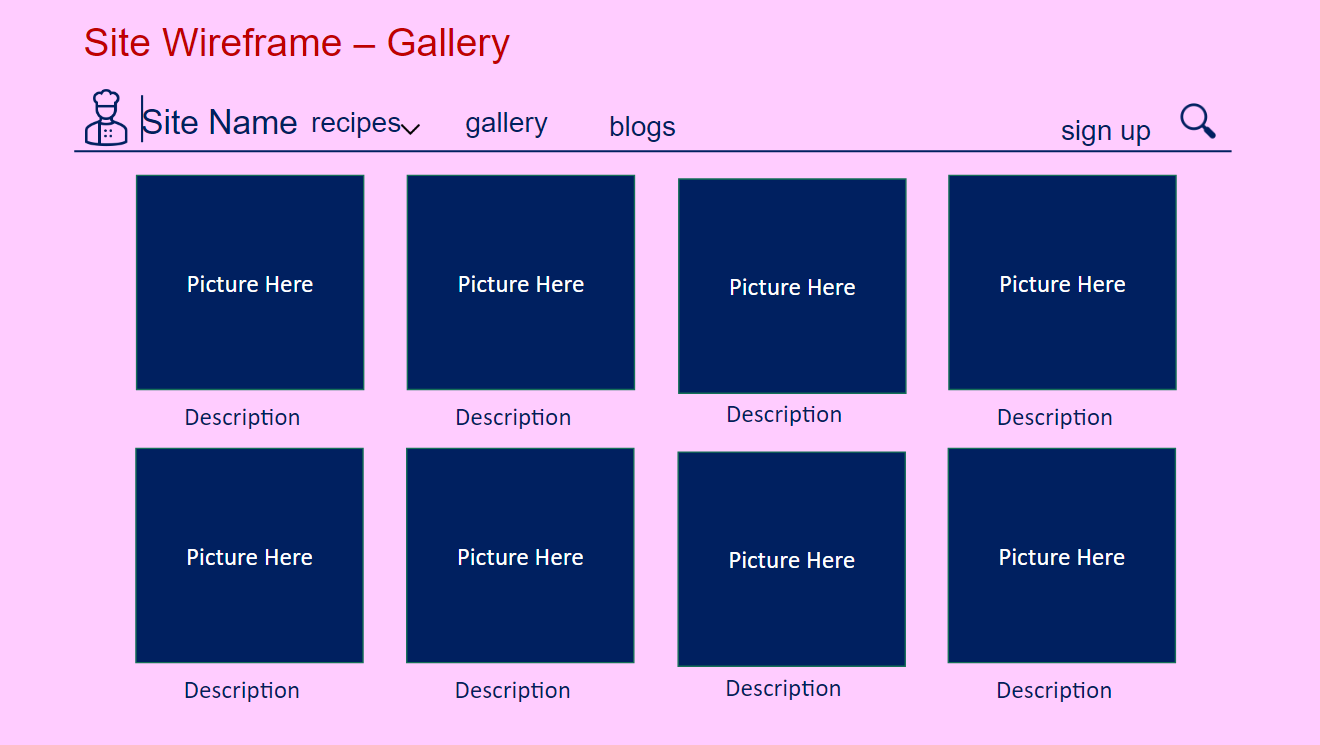 Site Wireframe – Gallery
Site Name recipes gallery blogs sign up
Picture Here Picture Here Picture Here Picture Here
Description Description Description Description
Picture Here Picture Here Picture Here Picture Here
Description Description Description Description